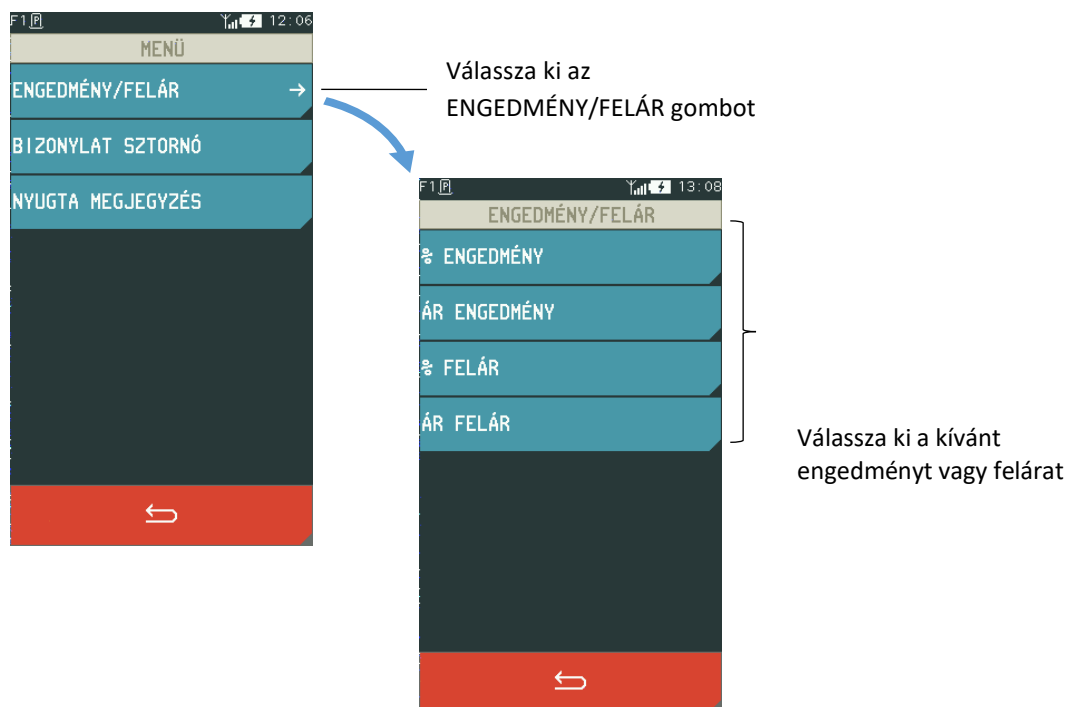 F1 P 12:06
MENÜ
ENGEDMÉNY/FELÁR →
BIZONYLAT SZTORNÓ
NYUGTA MEGJEGYZÉS
Válassza ki az
ENGEDMÉNY/FELÁR gombot
F1 P 13:08
ENGEDMÉNY/FELÁR
% ENGEDMÉNY
ÁR ENGEDMÉNY
% FELÁR
ÁR FELÁR
Válassza ki a kívánt
engedményt vagy felárat